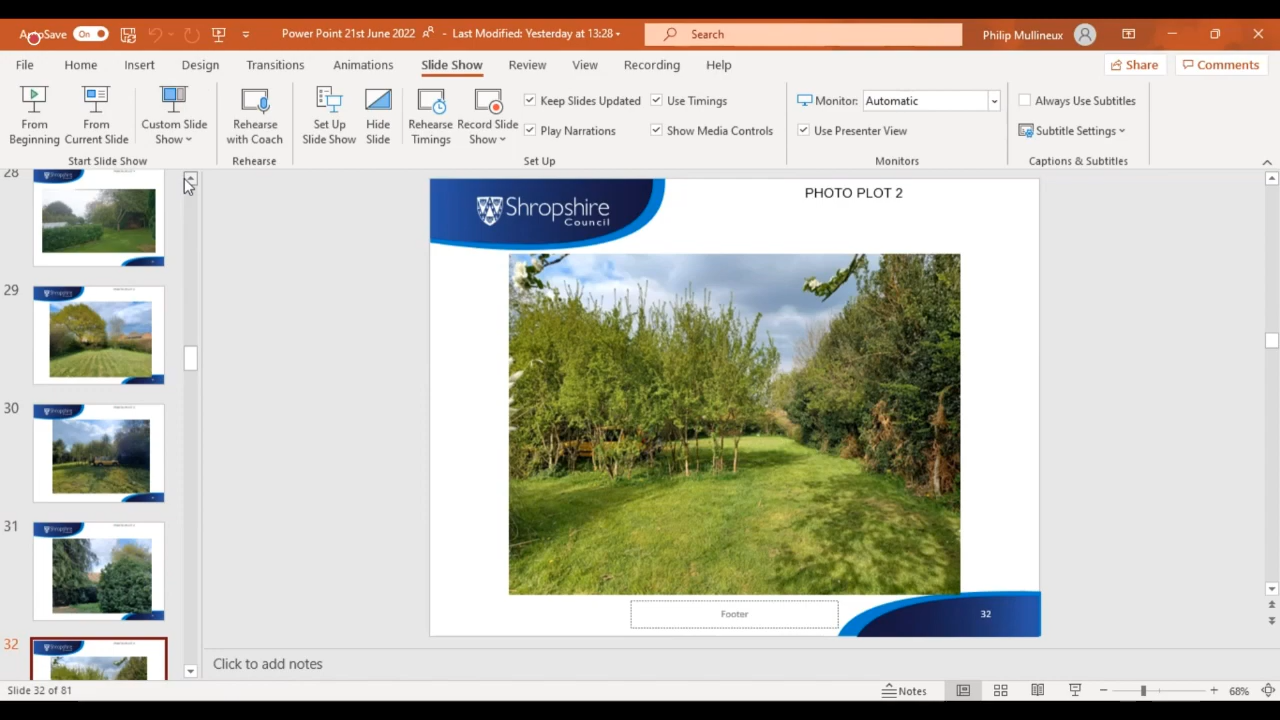 AutoSave On Power Point 21st June 2022 - Last Modified: Yesterday at 13:28 Search Philip Mullineux
File Home Insert Design Transitions Animations Slide Show Review View Recording Help Share Comments
From Beginning
From Current Slide
Custom Slide Show
Start Slide Show
Rehearse with Coach
Rehearse
Set Up Slide Show
Hide Slide
Rehearse Timings
Record Slide Show
Keep Slides Updated
Use Timings
Play Narrations
Show Media Controls
Set Up
Monitor: Automatic
Use Presenter View
Monitors
Always Use Subtitles
Subtitle Settings
Captions & Subtitles
28
29
30
31
32
Shropshire
Council
PHOTO PLOT 2
Footer
32
Click to add notes
Slide 32 of 81
Notes
68%